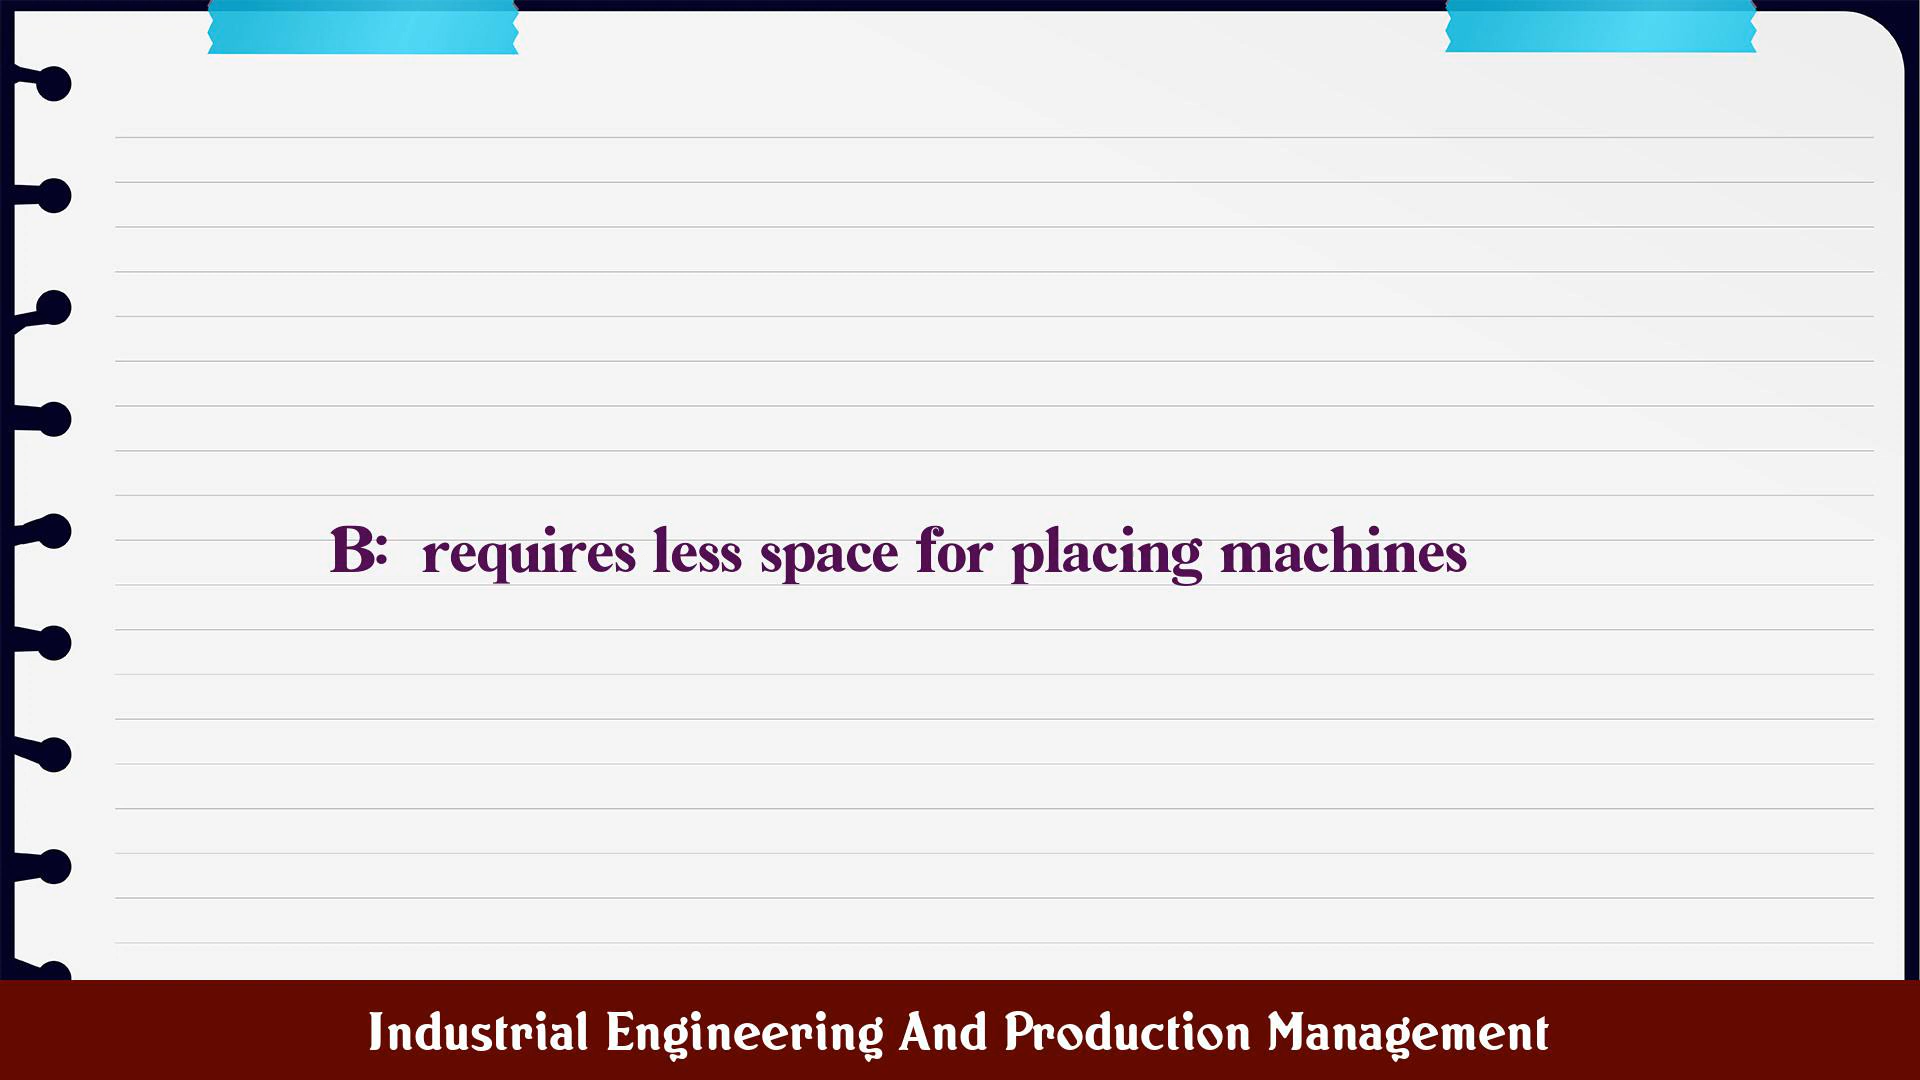 B: requires less space for placing machines
Industrial Engineering And Production Management